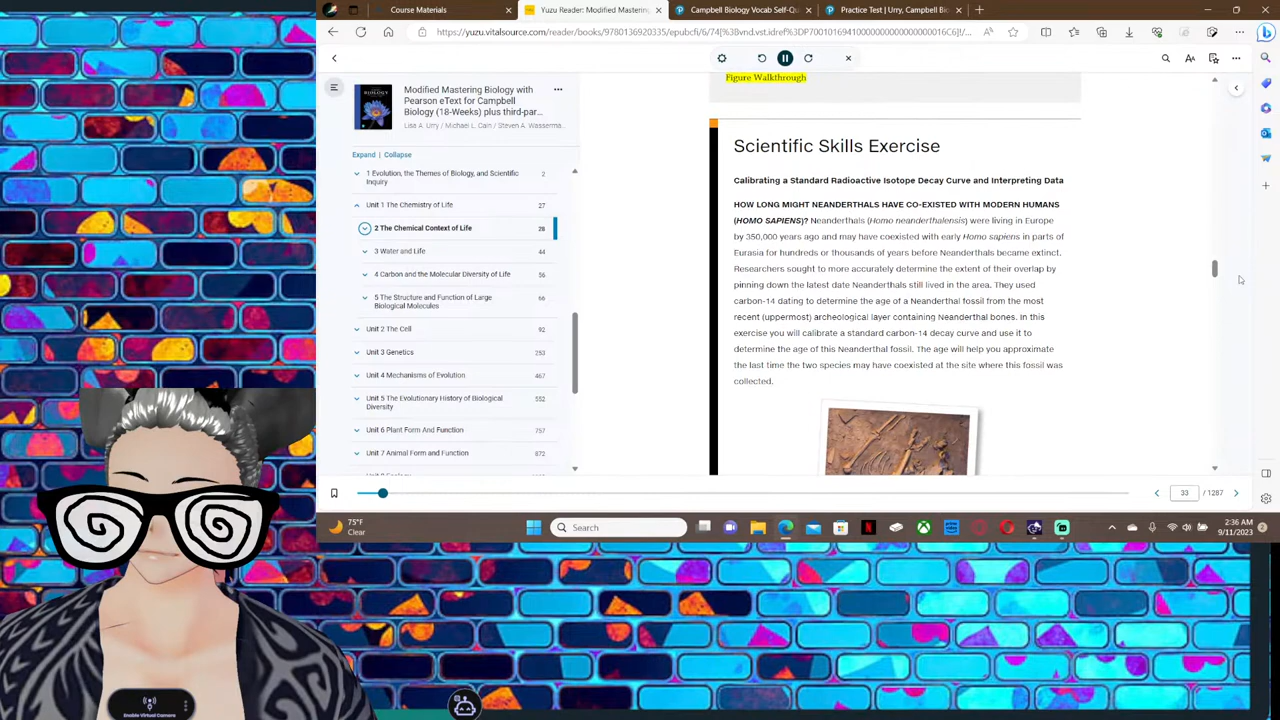 Course Materials
Yuzu Reader: Modified Mastering
Campbell Biology Vocab Self-Qu
Practice Test | Urry, Campbell B
https://yuzu.vitalsource.com/reader/books/9780136920335/epubcfi/6/74
Figure Walkthrough
Modified Mastering Biology with
Pearson eText for Campbell
Biology (18-Weeks) plus third-par...
Lisa A. Urry / Michael L. Cain / Steven A. Wasserma...
Expand | Collapse
1 Evolution, the Themes of Biology, and Scientific 2
Inquiry
Unit 1 The Chemistry of Life 27
2 The Chemical Context of Life 28
3 Water and Life 44
4 Carbon and the Molecular Diversity of Life 56
5 The Structure and Function of Large 66
Biological Molecules
Unit 2 The Cell 92
Unit 3 Genetics 253
Unit 4 Mechanisms of Evolution 467
Unit 5 The Evolutionary History of Biological 552
Diversity
Unit 6 Plant Form And Function 757
Unit 7 Animal Form and Function 872
Scientific Skills Exercise
Calibrating a Standard Radioactive Isotope Decay Curve and Interpreting Data
HOW LONG MIGHT NEANDERTHALS HAVE CO-EXISTED WITH MODERN HUMANS
(HOMO SAPIENS)? Neanderthals (Homo neanderthalensis) were living in Europe
by 350,000 years ago and may have coexisted with early Homo sapiens in parts of
Eurasia for hundreds or thousands of years before Neanderthals became extinct.
Researchers sought to more accurately determine the extent of their overlap by
pinning down the latest date Neanderthals still lived in the area. They used
carbon-14 dating to determine the age of a Neanderthal fossil from the most
recent (uppermost) archeological layer containing Neanderthal bones. In this
exercise you will calibrate a standard carbon-14 decay curve and use it to
determine the age of this Neanderthal fossil. The age will help you approximate
the last time the two species may have coexisted at the site where this fossil was
collected.
33 / 1287
75°F
Clear
Search
2:36 AM
9/11/2023
Enable Virtual Camera